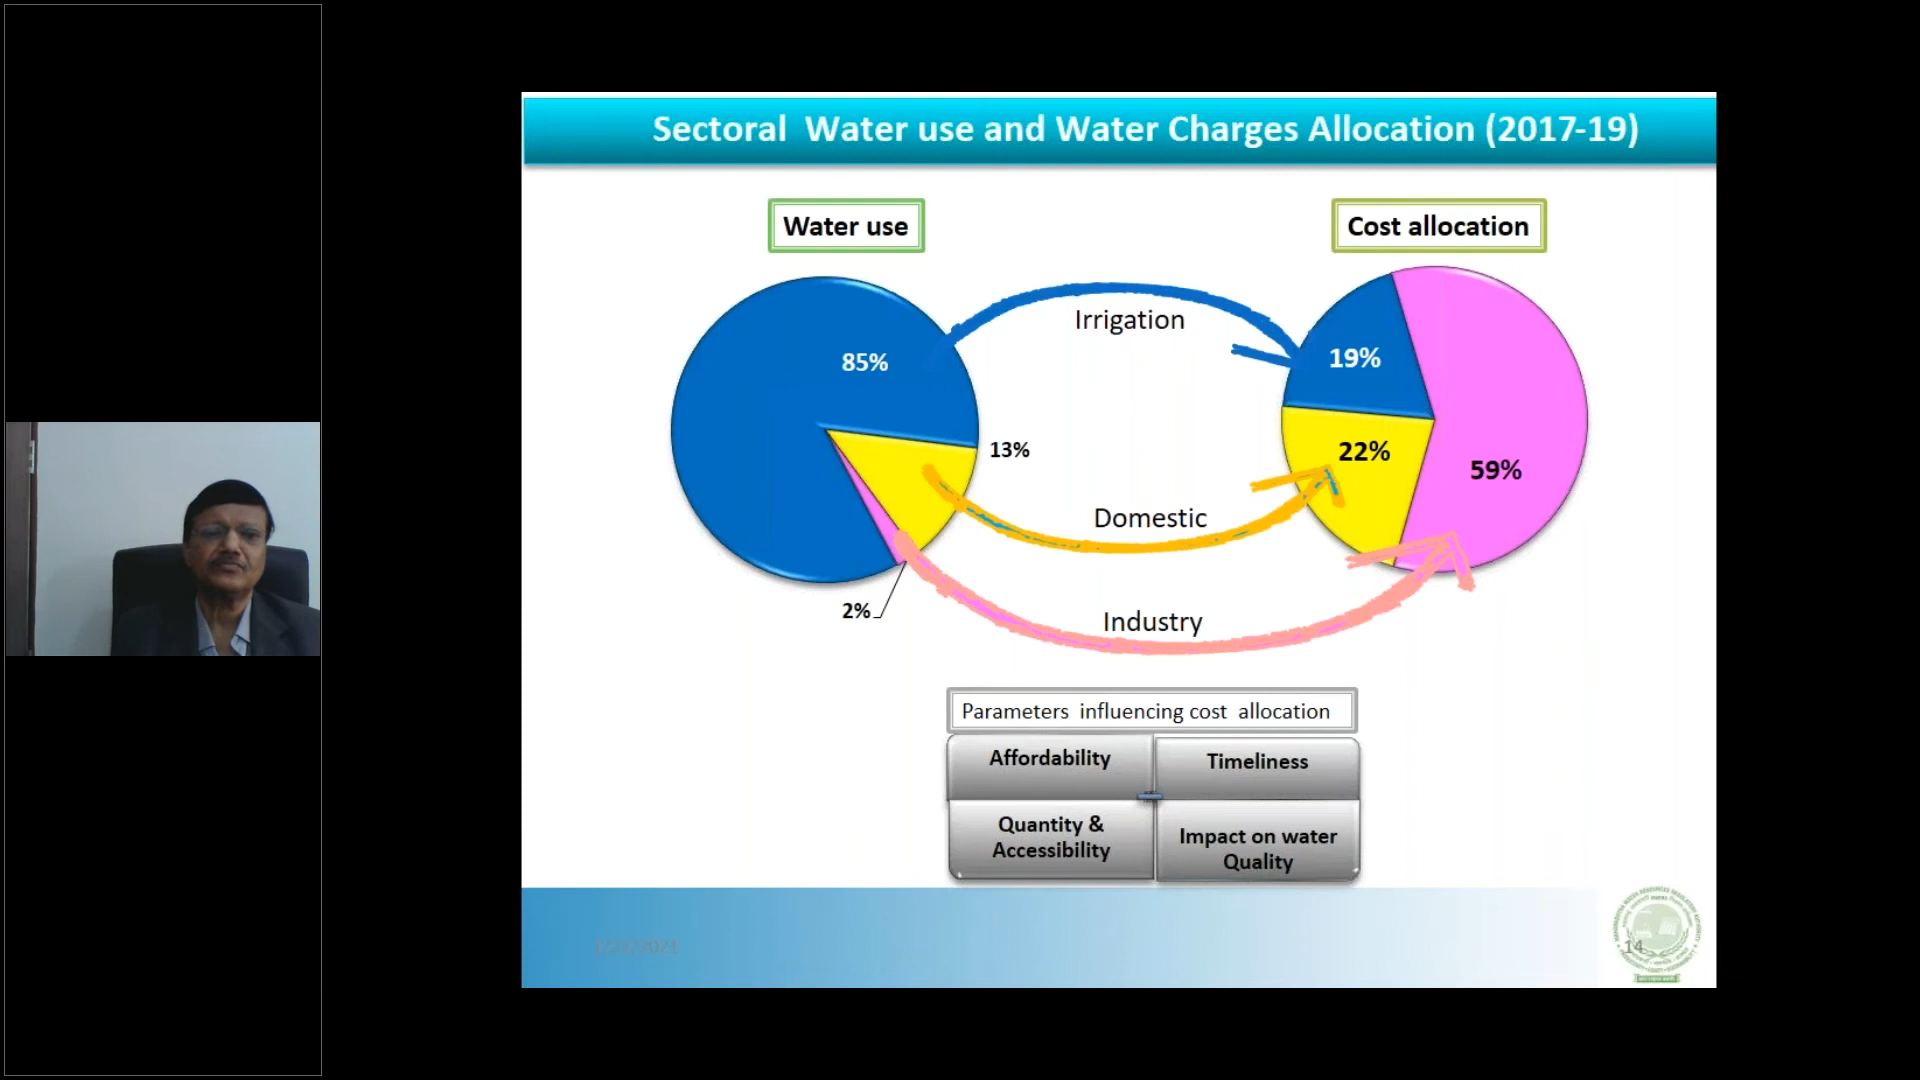 Sectoral Water use and Water Charges Allocation (2017-19)
Water use
Cost allocation
Irrigation
85%
19%
13%
22%
59%
Domestic
2%
Industry
Parameters influencing cost allocation
Affordability
Timeliness
Quantity &
Accessibility
Impact on water
Quality
14